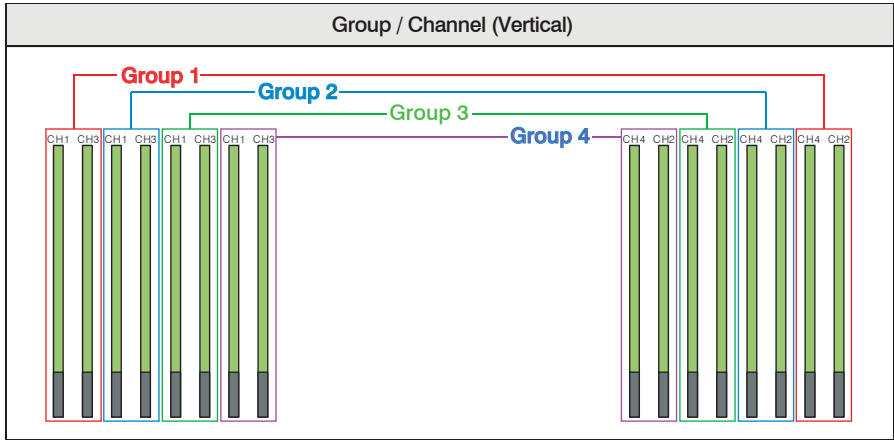 Group / Channel (Vertical)
Group 1
Group 2
Group 3
Group 4
CH1 CH3 CH1 CH3 CH1 CH3 CH1 CH3 CH4 CH2 CH4 CH2 CH4 CH2 CH4 CH2